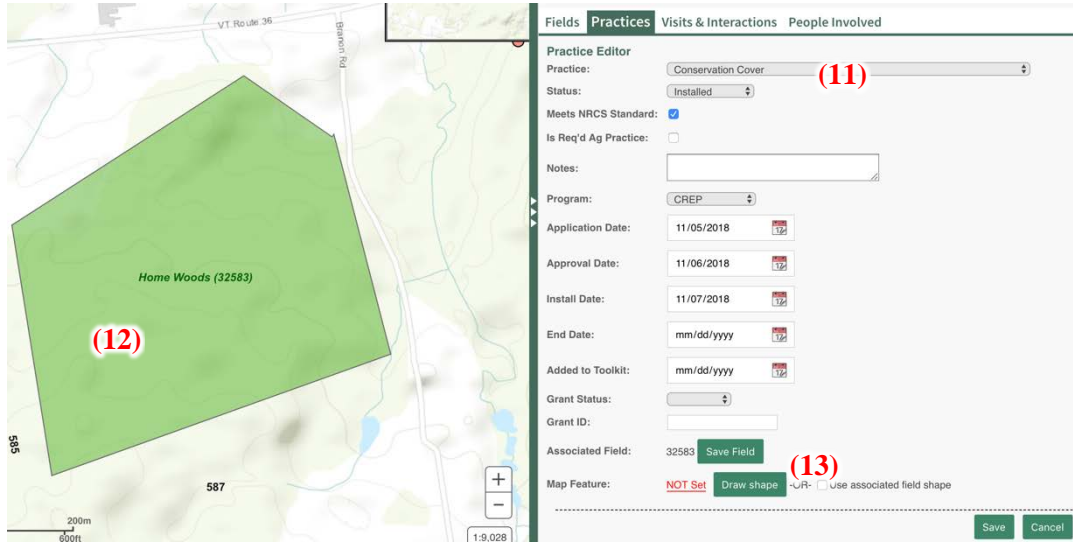 VT Route 36
Branon Rd
Home Woods (32583)
(12)
585
587
200m
600ft
+
−
1:9,028
Fields Practices Visits & Interactions People Involved
Practice Editor
Practice: Conservation Cover (11)
Status: Installed
Meets NRCS Standard:
Is Req'd Ag Practice:
Notes:
Program: CREP
Application Date: 11/05/2018
Approval Date: 11/06/2018
Install Date: 11/07/2018
End Date: mm/dd/yyyy
Added to Toolkit: mm/dd/yyyy
Grant Status:
Grant ID:
Associated Field: 32583 Save Field
(13)
Map Feature: NOT Set Draw shape -OR- Use associated field shape
Save Cancel